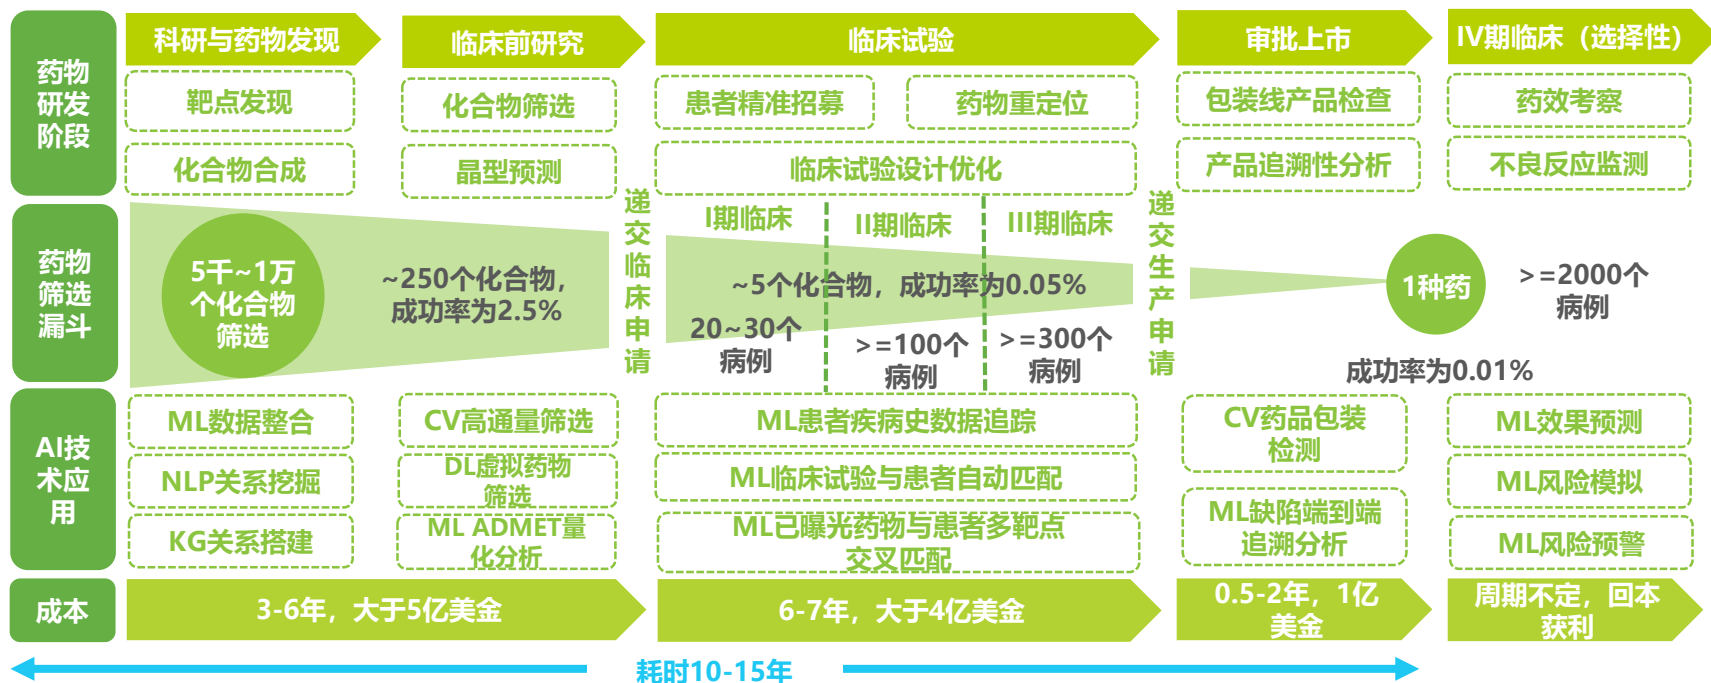 药物
研发
阶段
科研与药物发现
临床前研究
临床试验
审批上市
IV期临床（选择性）
靶点发现
化合物合成
化合物筛选
晶型预测
患者精准招募
药物重定位
临床试验设计优化
包装线产品检查
产品追溯性分析
药效考察
不良反应监测
药物
筛选
漏斗
5千~1万
个化合物
筛选
~250个化合物，
成功率为2.5%
递交临床申请
I期临床
II期临床
III期临床
~5个化合物，成功率为0.05%
20~30个
病例
>=100个
病例
>=300个
病例
递交生产申请
1种药
>=2000个
病例
成功率为0.01%
AI技
术应
用
ML数据整合
NLP关系挖掘
KG关系搭建
CV高通量筛选
DL虚拟药物
筛选
ML ADMET量
化分析
ML患者疾病史数据追踪
ML临床试验与患者自动匹配
ML已曝光药物与患者多靶点
交叉匹配
CV药品包装
检测
ML缺陷端到端
追溯分析
ML效果预测
ML风险模拟
ML风险预警
成本
3-6年，大于5亿美金
6-7年，大于4亿美金
0.5-2年，1亿
美金
周期不定，回本
获利
耗时10-15年